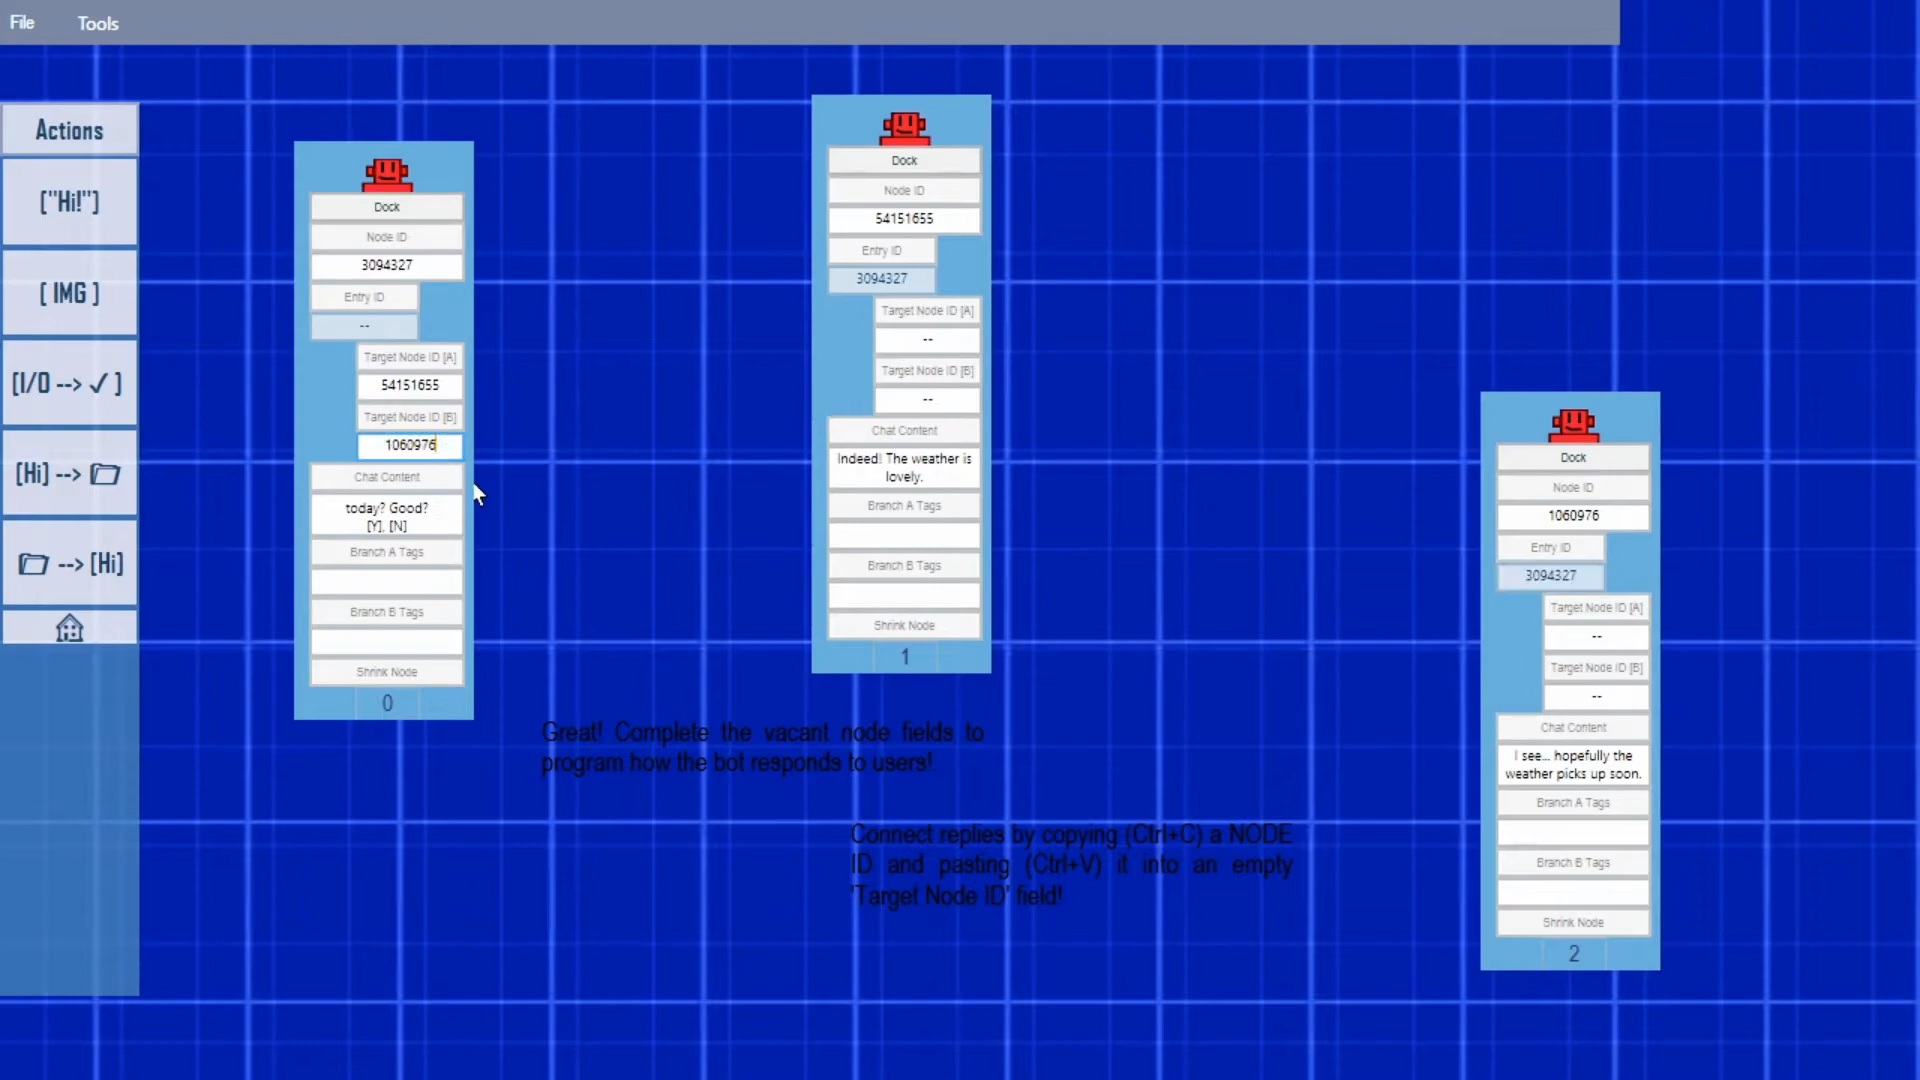 File
Tools
Actions
["Hi!"]
[ IMG ]
[I/O --> ✓ ]
[Hi] -->
--> [Hi]
Dock
Node ID
3094327
Entry ID
--
Target Node ID [A]
54151655
Target Node ID [B]
1060976
Chat Content
today? Good?
[Y], [N]
Branch A Tags
Branch B Tags
Shrink Node
0
Dock
Node ID
54151655
Entry ID
3094327
Target Node ID [A]
--
Target Node ID [B]
--
Chat Content
Indeed! The weather is
lovely.
Branch A Tags
Branch B Tags
Shrink Node
1
Great! Complete the vacant node fields to
program how the bot responds to users!
Connect replies by copying (Ctrl+C) a NODE
ID and pasting (Ctrl+V) it into an empty
'Target Node ID' field!
Dock
Node ID
1060976
Entry ID
3094327
Target Node ID [A]
--
Target Node ID [B]
--
Chat Content
I see... hopefully the
weather picks up soon.
Branch A Tags
Branch B Tags
Shrink Node
2